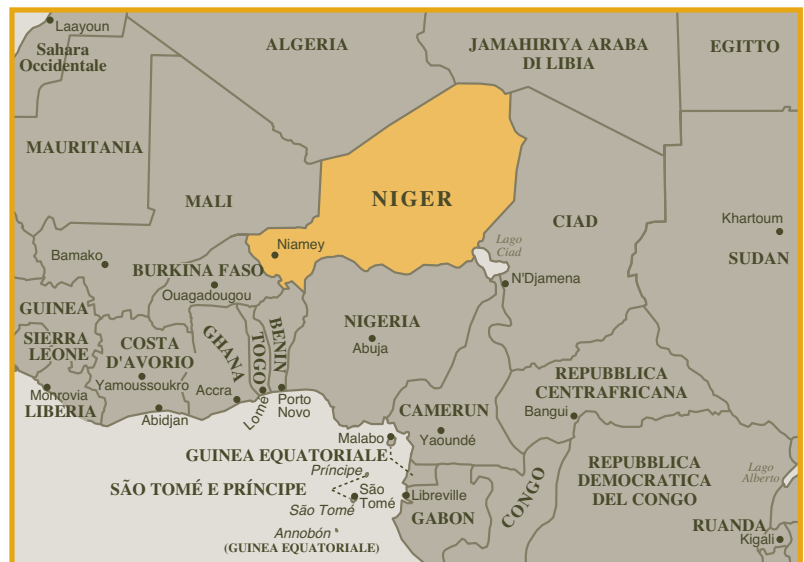 Laayoun
Sahara
Occidentale
ALGERIA
JAMAHIRIYA ARABA
DI LIBIA
EGITTO
MAURITANIA
MALI
NIGER
CIAD
Khartoum
SUDAN
Niamey
Lago
Ciad
N'Djamena
Bamako
BURKINA FASO
Ouagadougou
GUINEA
SIERRA
LEONE
COSTA
D'AVORIO
Yamoussoukro
GHANA
TOGO
BENIN
NIGERIA
Abuja
Monrovia
LIBERIA
Abidjan
Accra
Lomé
Porto
Novo
CAMERUN
Yaoundé
REPUBBLICA
CENTRAFRICANA
Bangui
Malabo
GUINEA EQUATORIALE
Príncipe
SÃO TOMÉ E PRÍNCIPE
São
Tomé
São Tomé
Libreville
GABON
CONGO
REPUBBLICA
DEMOCRATICA
DEL CONGO
Lago
Alberto
RUANDA
Kigali
Annobón
(GUINEA EQUATORIALE)